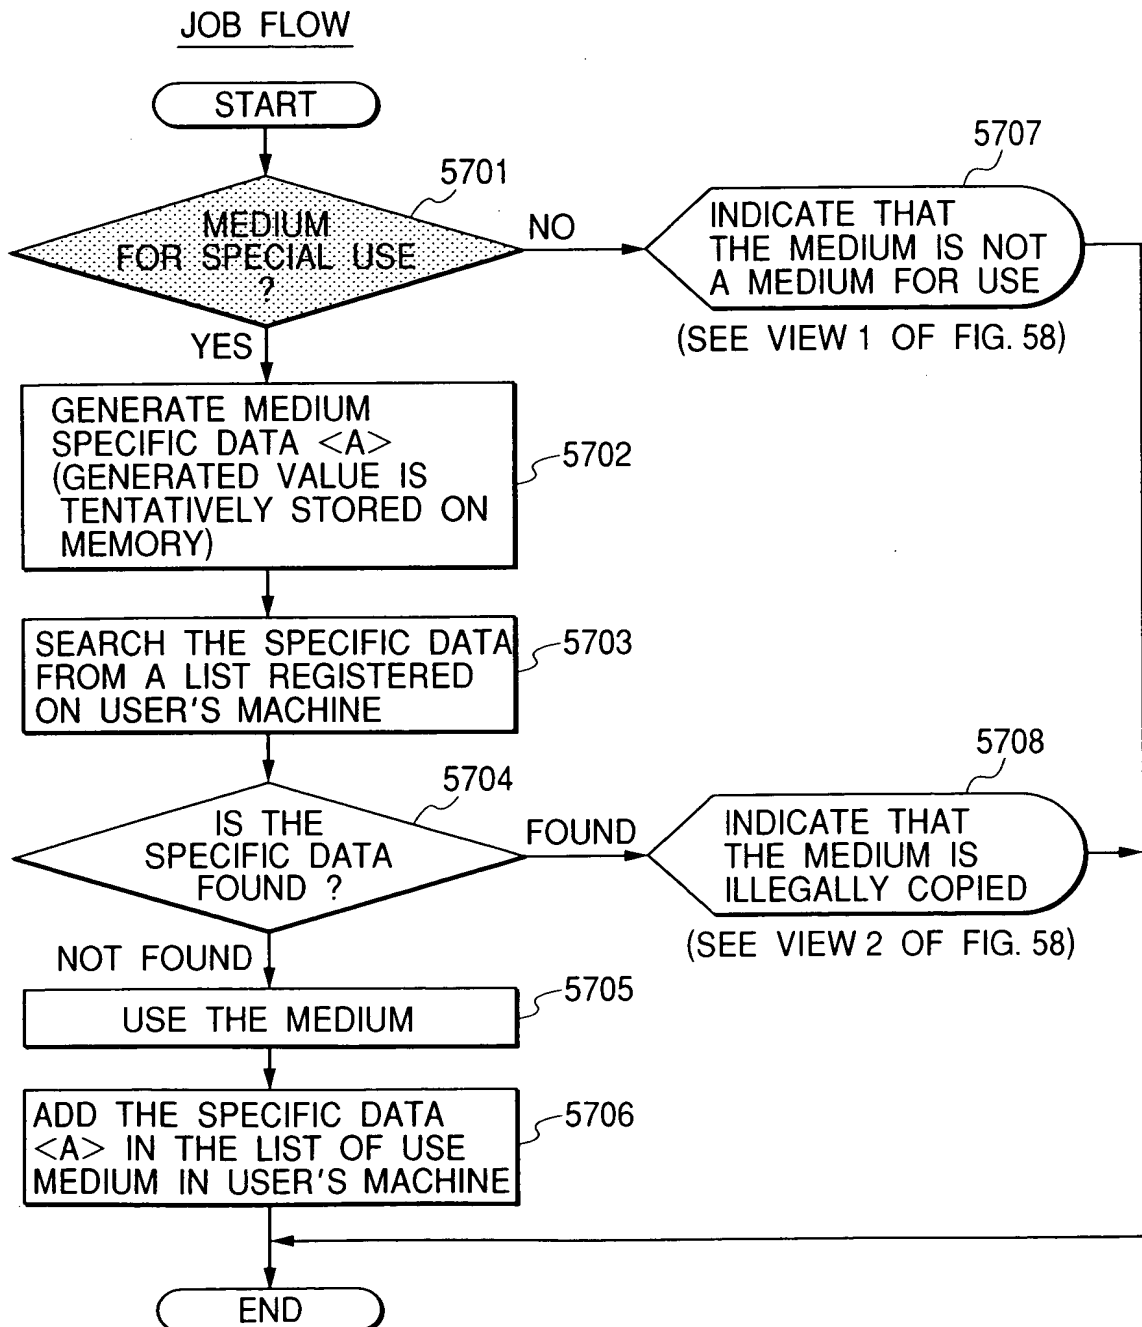 JOB FLOW
START
5701
MEDIUM
FOR SPECIAL USE
?
NO
YES
5707
INDICATE THAT
THE MEDIUM IS NOT
A MEDIUM FOR USE
(SEE VIEW 1 OF FIG. 58)
GENERATE MEDIUM
SPECIFIC DATA <A>
(GENERATED VALUE IS
TENTATIVELY STORED ON
MEMORY)
5702
SEARCH THE SPECIFIC DATA
FROM A LIST REGISTERED
ON USER'S MACHINE
5703
5704
IS THE
SPECIFIC DATA
FOUND ?
FOUND
NOT FOUND
5708
INDICATE THAT
THE MEDIUM IS
ILLEGALLY COPIED
(SEE VIEW 2 OF FIG. 58)
USE THE MEDIUM
5705
ADD THE SPECIFIC DATA
<A> IN THE LIST OF USE
MEDIUM IN USER'S MACHINE
5706
END